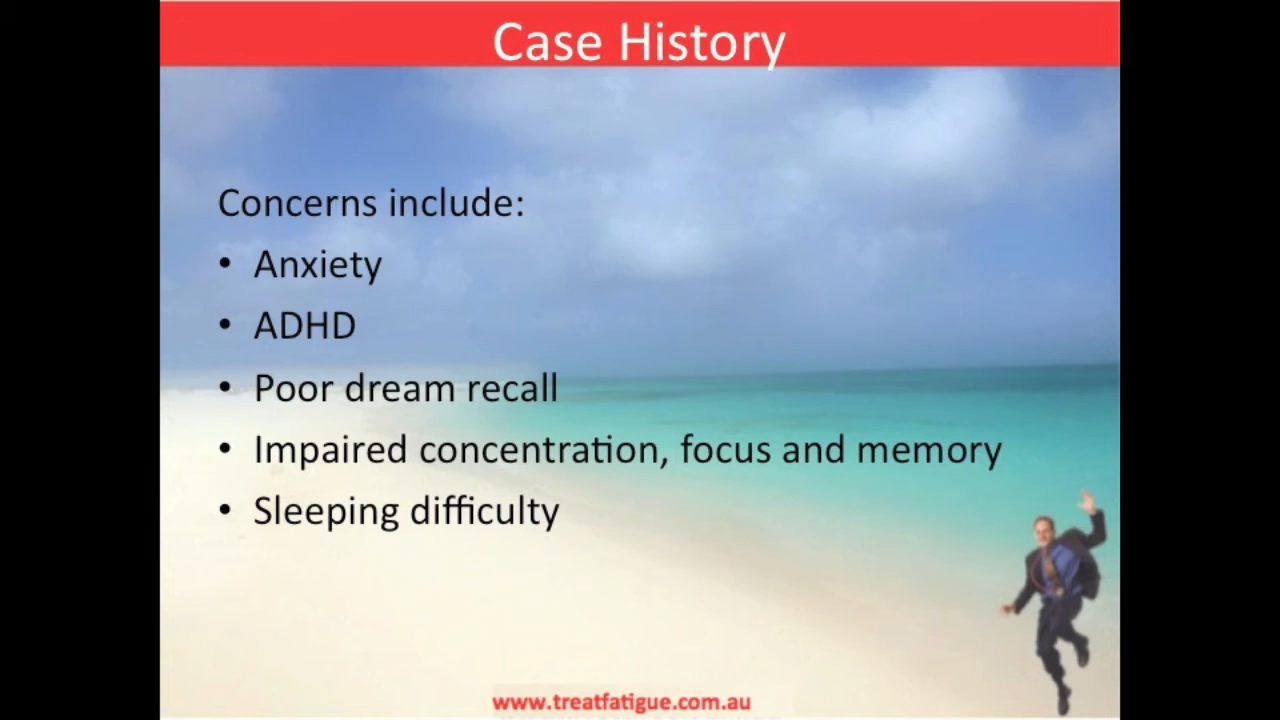 Case History
Concerns include:
• Anxiety
• ADHD
• Poor dream recall
• Impaired concentration, focus and memory
• Sleeping difficulty
www.treatfatigue.com.au